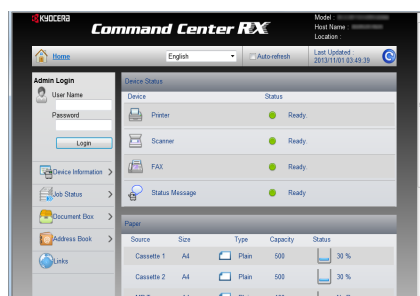 KYOCERA
Command Center RX
Model :
Host Name :
Location :
Home
English
Auto-refresh
Last Updated :
2013/11/01 03:49:39
Admin Login
User Name
Password
Login
Device Information >
Job Status >
Document Box >
Address Book >
Links
Device Status
Device Status
Printer Ready.
Scanner Ready.
FAX Ready.
Status Message Ready.
Paper
Source Size Type Capacity Status
Cassette 1 A4 Plain 500 30 %
Cassette 2 A4 Plain 500 30 %